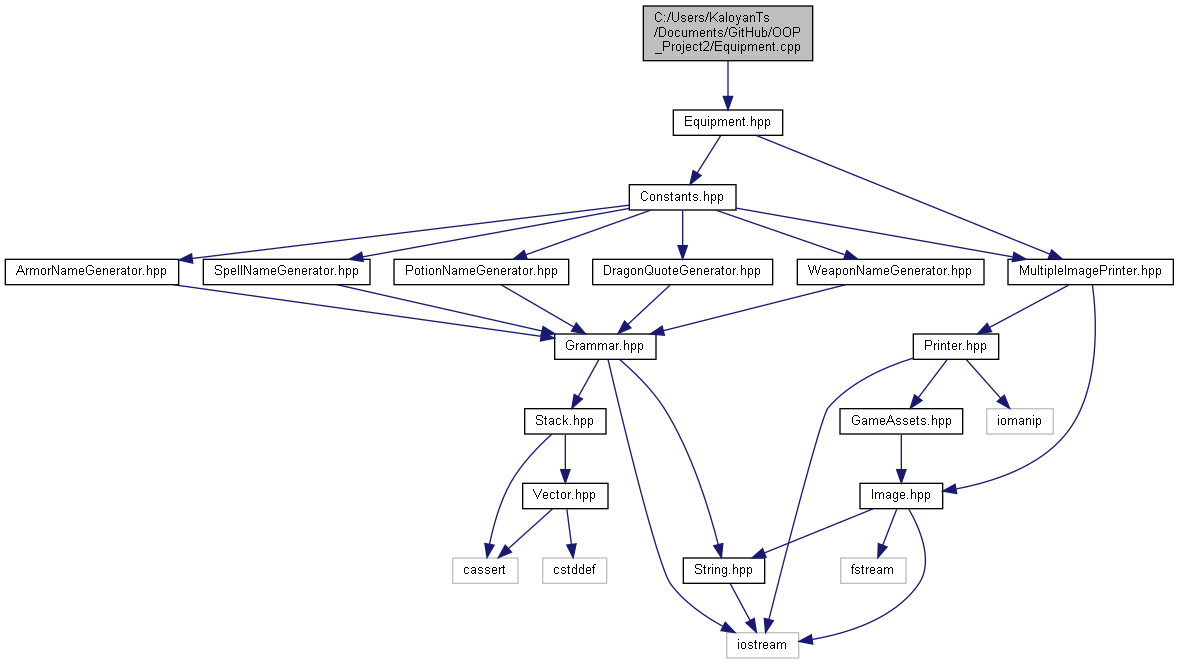 C:/Users/KaloyanTs
/Documents/GitHub/OOP
_Project2/Equipment.cpp
Equipment.hpp
Constants.hpp
ArmorNameGenerator.hpp
SpellNameGenerator.hpp
PotionNameGenerator.hpp
DragonQuoteGenerator.hpp
WeaponNameGenerator.hpp
MultipleImagePrinter.hpp
Grammar.hpp
Printer.hpp
Stack.hpp
GameAssets.hpp
iomanip
Vector.hpp
Image.hpp
cassert
cstddef
String.hpp
fstream
iostream